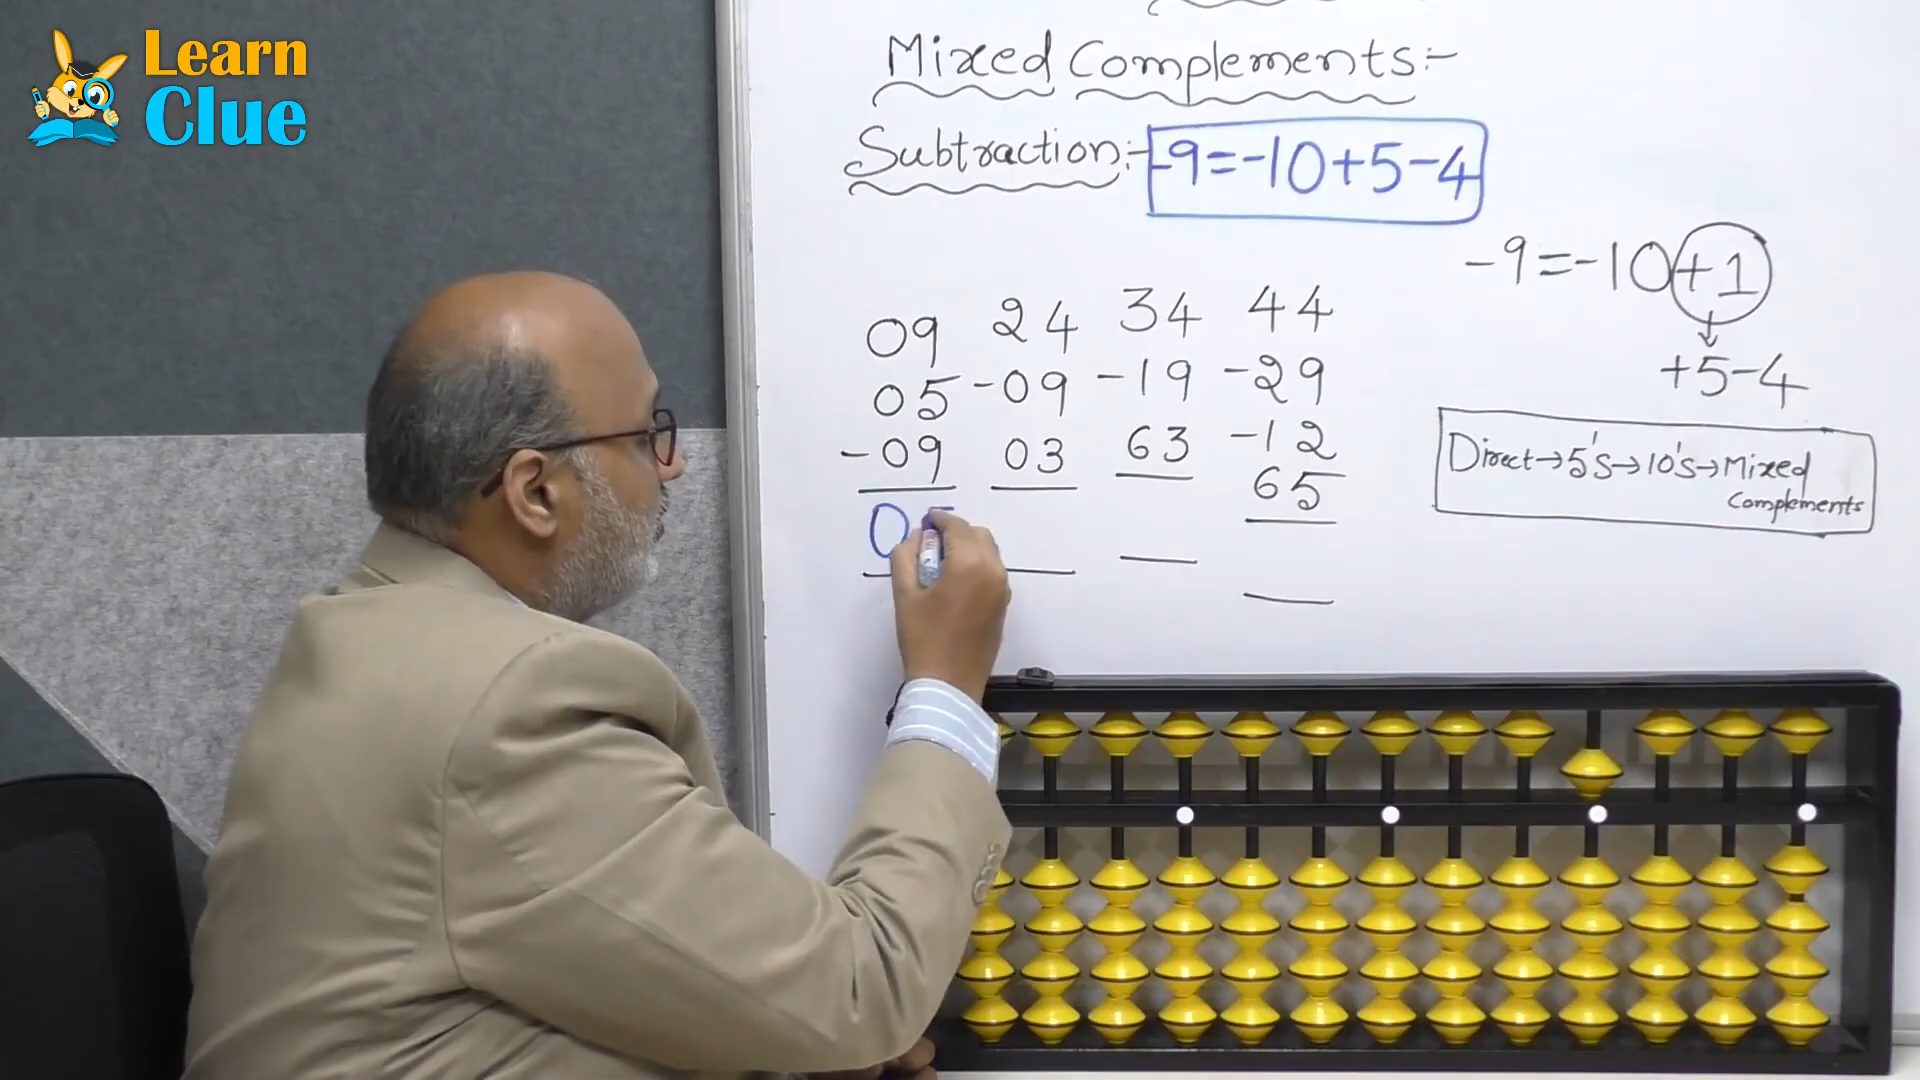 Learn
Clue
Mixed Complements:-
Subtraction:- -9=-10+5-4
-9=-10+1
+5-4
09 24 34 44
05 -09 -19 -29
-09 03 63 -12
65
0
Direct→5's→10's→Mixed
Complements